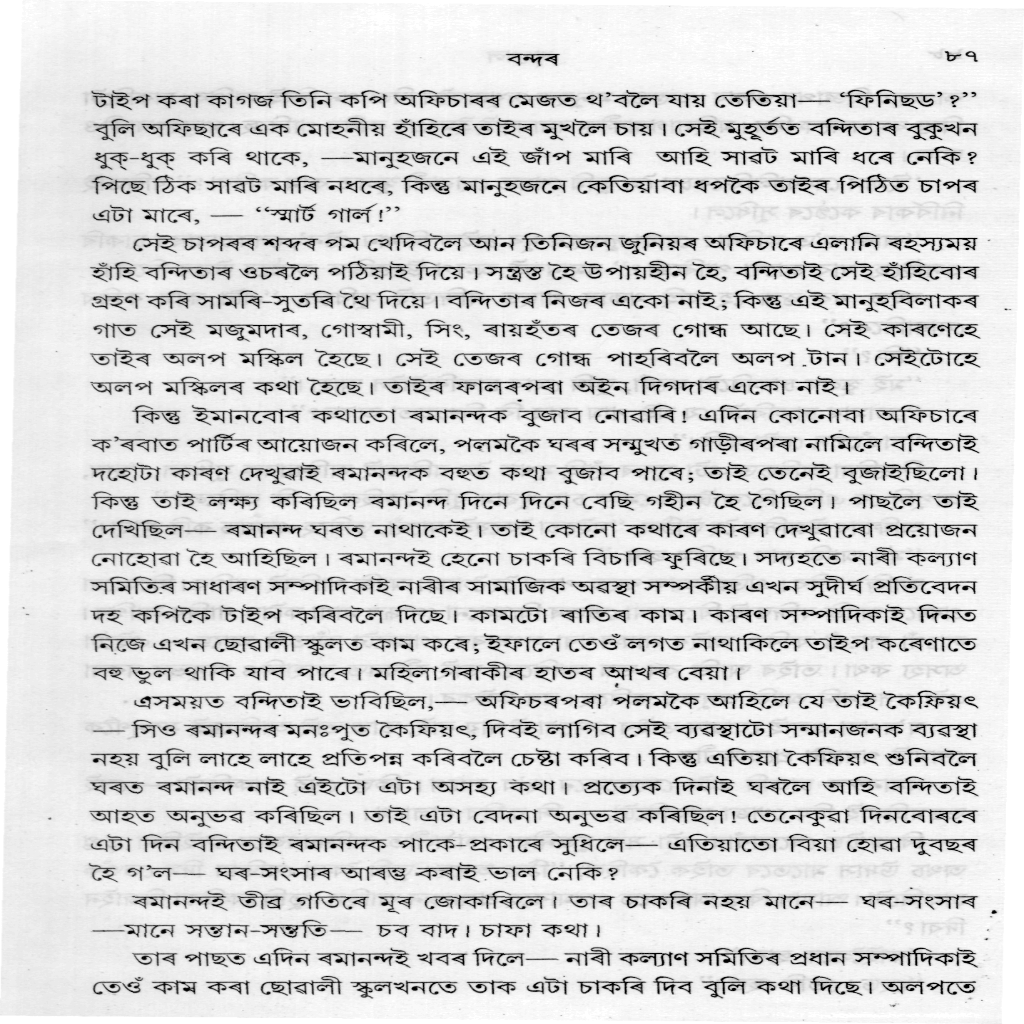 বন্দৰ ৮৭
টাইপ কৰা কাগজ তিনি কপি অফিচাৰৰ মেজত থ'বলৈ যায় তেতিয়া— ‘ফিনিছড’?”
বুলি অফিছাৰে এক মোহনীয় হাঁহিৰে তাইৰ মুখলৈ চায়। সেই মুহূৰ্তত বন্দিতাৰ বুকুখন
ধুক্-ধুক্ কৰি থাকে, —মানুহজনে এই জাঁপ মাৰি আহি সাৱট মাৰি ধৰে নেকি?
পিছে ঠিক সাৱট মাৰি নধৰে, কিন্তু মানুহজনে কেতিয়াবা ধপকৈ তাইৰ পিঠিত চাপৰ
এটা মাৰে, — “স্মাৰ্ট গাৰ্ল!”
সেই চাপৰৰ শব্দৰ পম খেদিবলৈ আন তিনিজন জুনিয়ৰ অফিচাৰে এলানি ৰহস্যময়
হাঁহি বন্দিতাৰ ওচৰলৈ পঠিয়াই দিয়ে। সন্ত্ৰস্ত হৈ উপায়হীন হৈ, বন্দিতাই সেই হাঁহিবোৰ
গ্ৰহণ কৰি সামৰি-সুতৰি থৈ দিয়ে। বন্দিতাৰ নিজৰ একো নাই; কিন্তু এই মানুহবিলাকৰ
গাত সেই মজুমদাৰ, গোস্বামী, সিং, ৰায়হঁতৰ তেজৰ গোন্ধ আছে। সেই কাৰণেহে
তাইৰ অলপ মস্কিল হৈছে। সেই তেজৰ গোন্ধ পাহৰিবলৈ অলপ টান। সেইটোহে
অলপ মস্কিলৰ কথা হৈছে। তাইৰ ফালৰপৰা অইন দিগদাৰ একো নাই।
কিন্তু ইমানবোৰ কথাতো ৰমানন্দক বুজাব নোৱাৰি! এদিন কোনোবা অফিচাৰে
ক'ৰবাত পাৰ্টিৰ আয়োজন কৰিলে, পলমকৈ ঘৰৰ সন্মুখত গাড়ীৰপৰা নামিলে বন্দিতাই
দহোটা কাৰণ দেখুৱাই ৰমানন্দক বহুত কথা বুজাব পাৰে; তাই তেনেই বুজাইছিলো।
কিন্তু তাই লক্ষ্য কৰিছিল ৰমানন্দ দিনে দিনে বেছি গহীন হৈ গৈছিল। পাছলৈ তাই
দেখিছিল— ৰমানন্দ ঘৰত নাথাকেই। তাই কোনো কথাৰে কাৰণ দেখুৱাৰো প্ৰয়োজন
নোহোৱা হৈ আহিছিল। ৰমানন্দই হেনো চাকৰি বিচাৰি ফুৰিছে। সদ্যহতে নাৰী কল্যাণ
সমিতিৰ সাধাৰণ সম্পাদিকাই নাৰীৰ সামাজিক অৱস্থা সম্পৰ্কীয় এখন সুদীৰ্ঘ প্ৰতিবেদন
দহ কপিকৈ টাইপ কৰিবলৈ দিছে। কামটো ৰাতিৰ কাম। কাৰণ সম্পাদিকাই দিনত
নিজে এখন ছোৱালী স্কুলত কাম কৰে; ইফালে তেওঁ লগত নাথাকিলে টাইপ কৰোঁতে
বহু ভুল থাকি যাব পাৰে। মহিলাগৰাকীৰ হাতৰ আখৰ বেয়া।
এসময়ত বন্দিতাই ভাবিছিল,— অফিচৰপৰা পলমকৈ আহিলে যে তাই কৈফিয়ৎ
— সিও ৰমানন্দৰ মনঃপুত কৈফিয়ৎ, দিবই লাগিব সেই ব্যৱস্থাটো সন্মানজনক ব্যৱস্থা
নহয় বুলি লাহে লাহে প্ৰতিপন্ন কৰিবলৈ চেষ্টা কৰিব। কিন্তু এতিয়া কৈফিয়ৎ শুনিবলৈ
ঘৰত ৰমানন্দ নাই এইটো এটা অসহ্য কথা। প্ৰত্যেক দিনাই ঘৰলৈ আহি বন্দিতাই
আহত অনুভৱ কৰিছিল। তাই এটা বেদনা অনুভৱ কৰিছিল! তেনেকুৱা দিনবোৰৰে
এটা দিন বন্দিতাই ৰমানন্দক পাকে-প্ৰকাৰে সুধিলে— এতিয়াতো বিয়া হোৱা দুবছৰ
হৈ গ'ল— ঘৰ-সংসাৰ আৰম্ভ কৰাই ভাল নেকি?
ৰমানন্দই তীব্ৰ গতিৰে মূৰ জোকাৰিলে। তাৰ চাকৰি নহয় মানে— ঘৰ-সংসাৰ
—মানে সন্তান-সন্ততি— চব বাদ। চাফা কথা।
তাৰ পাছত এদিন ৰমানন্দই খবৰ দিলে— নাৰী কল্যাণ সমিতিৰ প্ৰধান সম্পাদিকাই
তেওঁ কাম কৰা ছোৱালী স্কুলখনতে তাক এটা চাকৰি দিব বুলি কথা দিছে। অলপতে